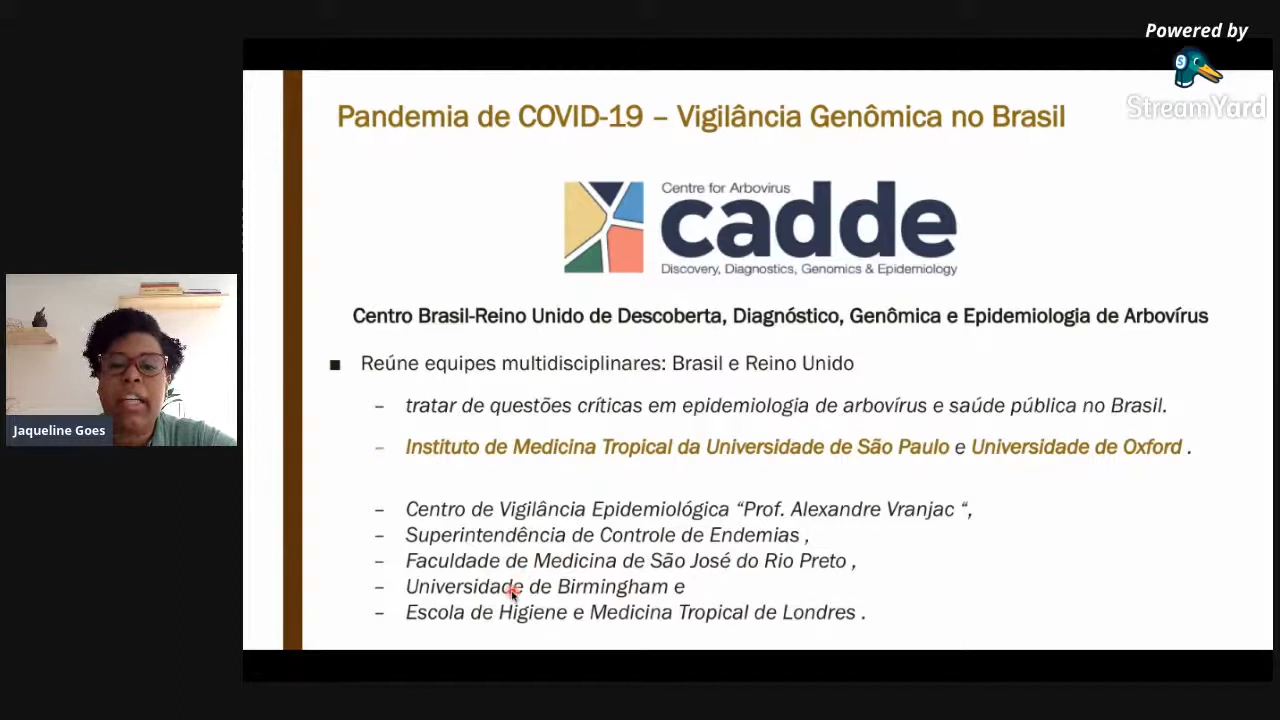 Powered by
StreamYard
Pandemia de COVID-19 – Vigilância Genômica no Brasil
Centre for Arbovirus
cadde
Discovery, Diagnostics, Genomics & Epidemiology
Centro Brasil-Reino Unido de Descoberta, Diagnóstico, Genômica e Epidemiologia de Arbovírus
■ Reúne equipes multidisciplinares: Brasil e Reino Unido
– tratar de questões críticas em epidemiologia de arbovírus e saúde pública no Brasil.
– Instituto de Medicina Tropical da Universidade de São Paulo e Universidade de Oxford .
– Centro de Vigilância Epidemiológica “Prof. Alexandre Vranjac “,
– Superintendência de Controle de Endemias ,
– Faculdade de Medicina de São José do Rio Preto ,
– Universidade de Birmingham e
– Escola de Higiene e Medicina Tropical de Londres .
Jaqueline Goes